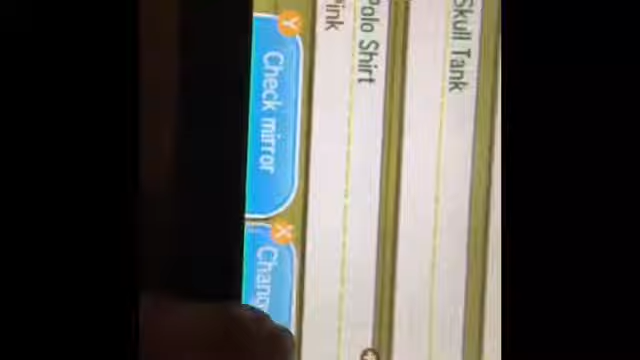 Skull Tank
Polo Shirt
Pink
Y
Check mirror
X